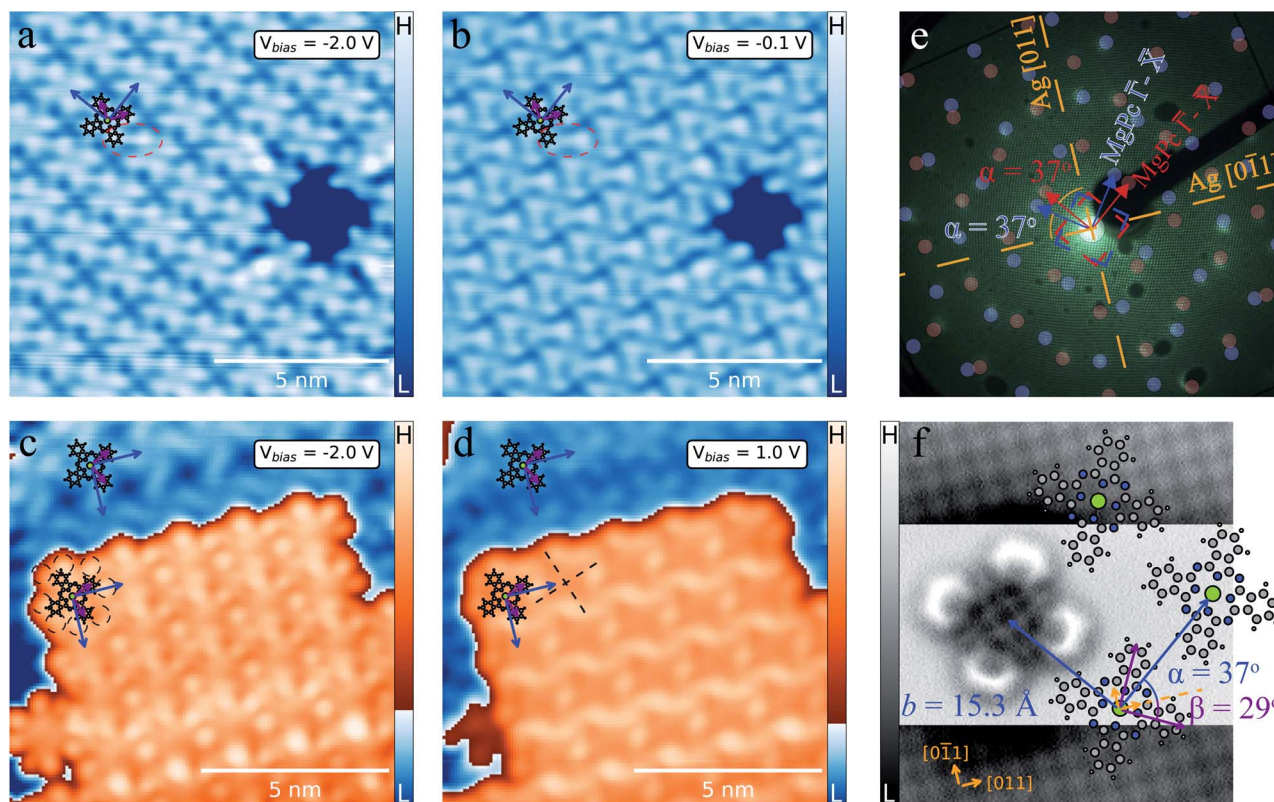 a
V_bias = -2.0 V
H
5 nm
L
b
V_bias = -0.1 V
H
5 nm
L
e
Ag [011]
MgPc Γ̄ - X̄
MgPc Γ̄ - X̄
α = 37°
Ag [01̄1]
α = 37°
c
V_bias = -2.0 V
H
5 nm
L
d
V_bias = 1.0 V
H
5 nm
L
H
f
α = 37°
b = 15.3 Å
β = 29°
[01̄1]
[011]
L